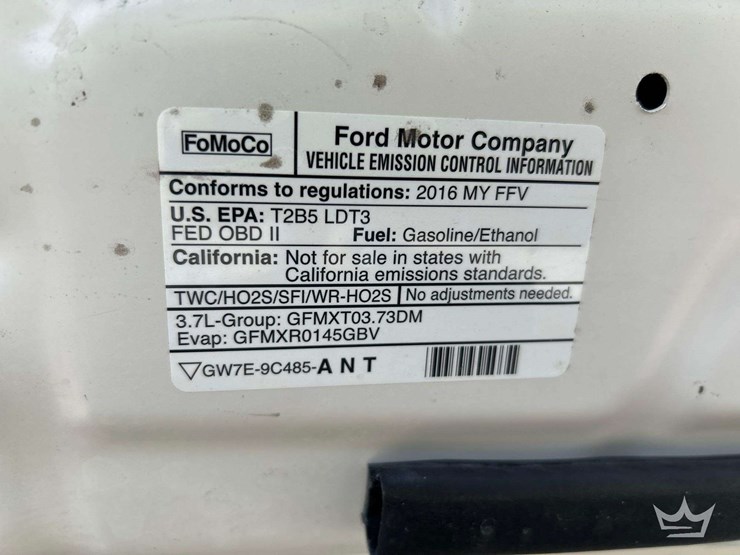 FoMoCo
Ford Motor Company
VEHICLE EMISSION CONTROL INFORMATION
Conforms to regulations: 2016 MY FFV
U.S. EPA: T2B5 LDT3
FED OBD II Fuel: Gasoline/Ethanol
California: Not for sale in states with
California emissions standards.
TWC/HO2S/SFI/WR-HO2S No adjustments needed.
3.7L-Group: GFMXT03.73DM
Evap: GFMXR0145GBV
GW7E-9C485-ANT